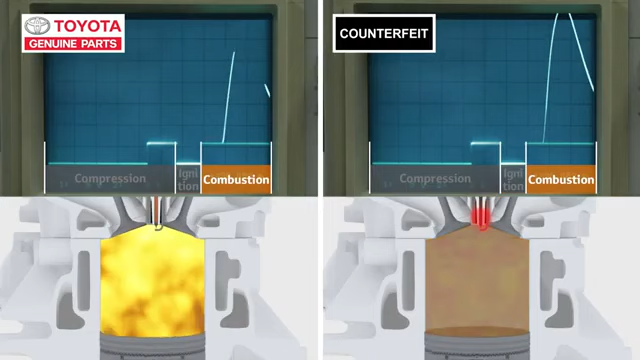 TOYOTA
GENUINE PARTS
COUNTERFEIT
Compression
Igni
tion
Combustion
Compression
Igni
tion
Combustion